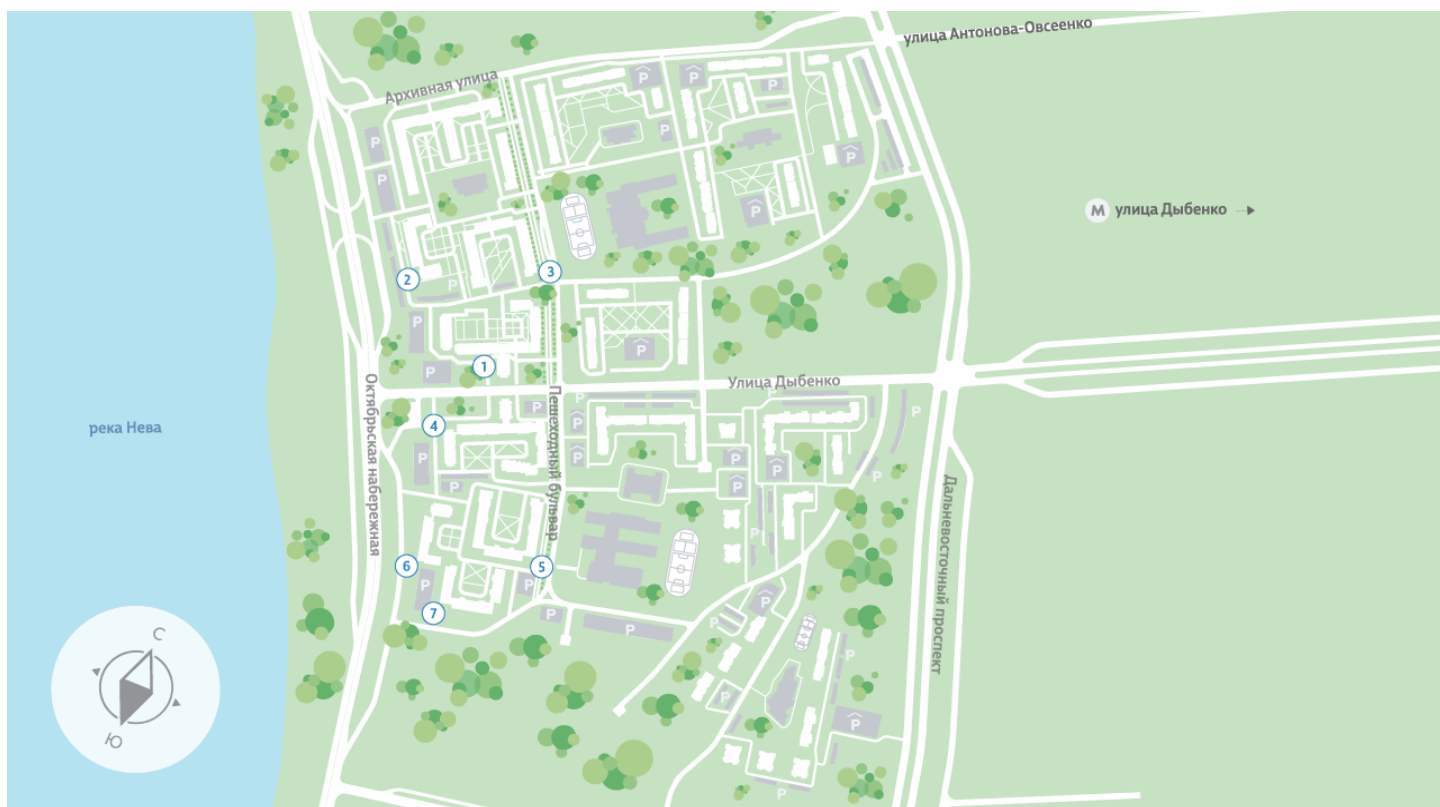 улица Антонова-Овсеенко
Архивная улица
P
P
P
P
P
P
P
P
P
М улица Дыбенко
2
3
P
P
P
1
P
Улица Дыбенко
Октябрьская набережная
Пешеходный бульвар
река Нева
4
P
P
P
P
P
P
P
P
P
P
P
P
P
P
Дальневосточный проспект
6
5
P
P
7
P
P
P
P
С
Ю
P
P
P
P
P
P